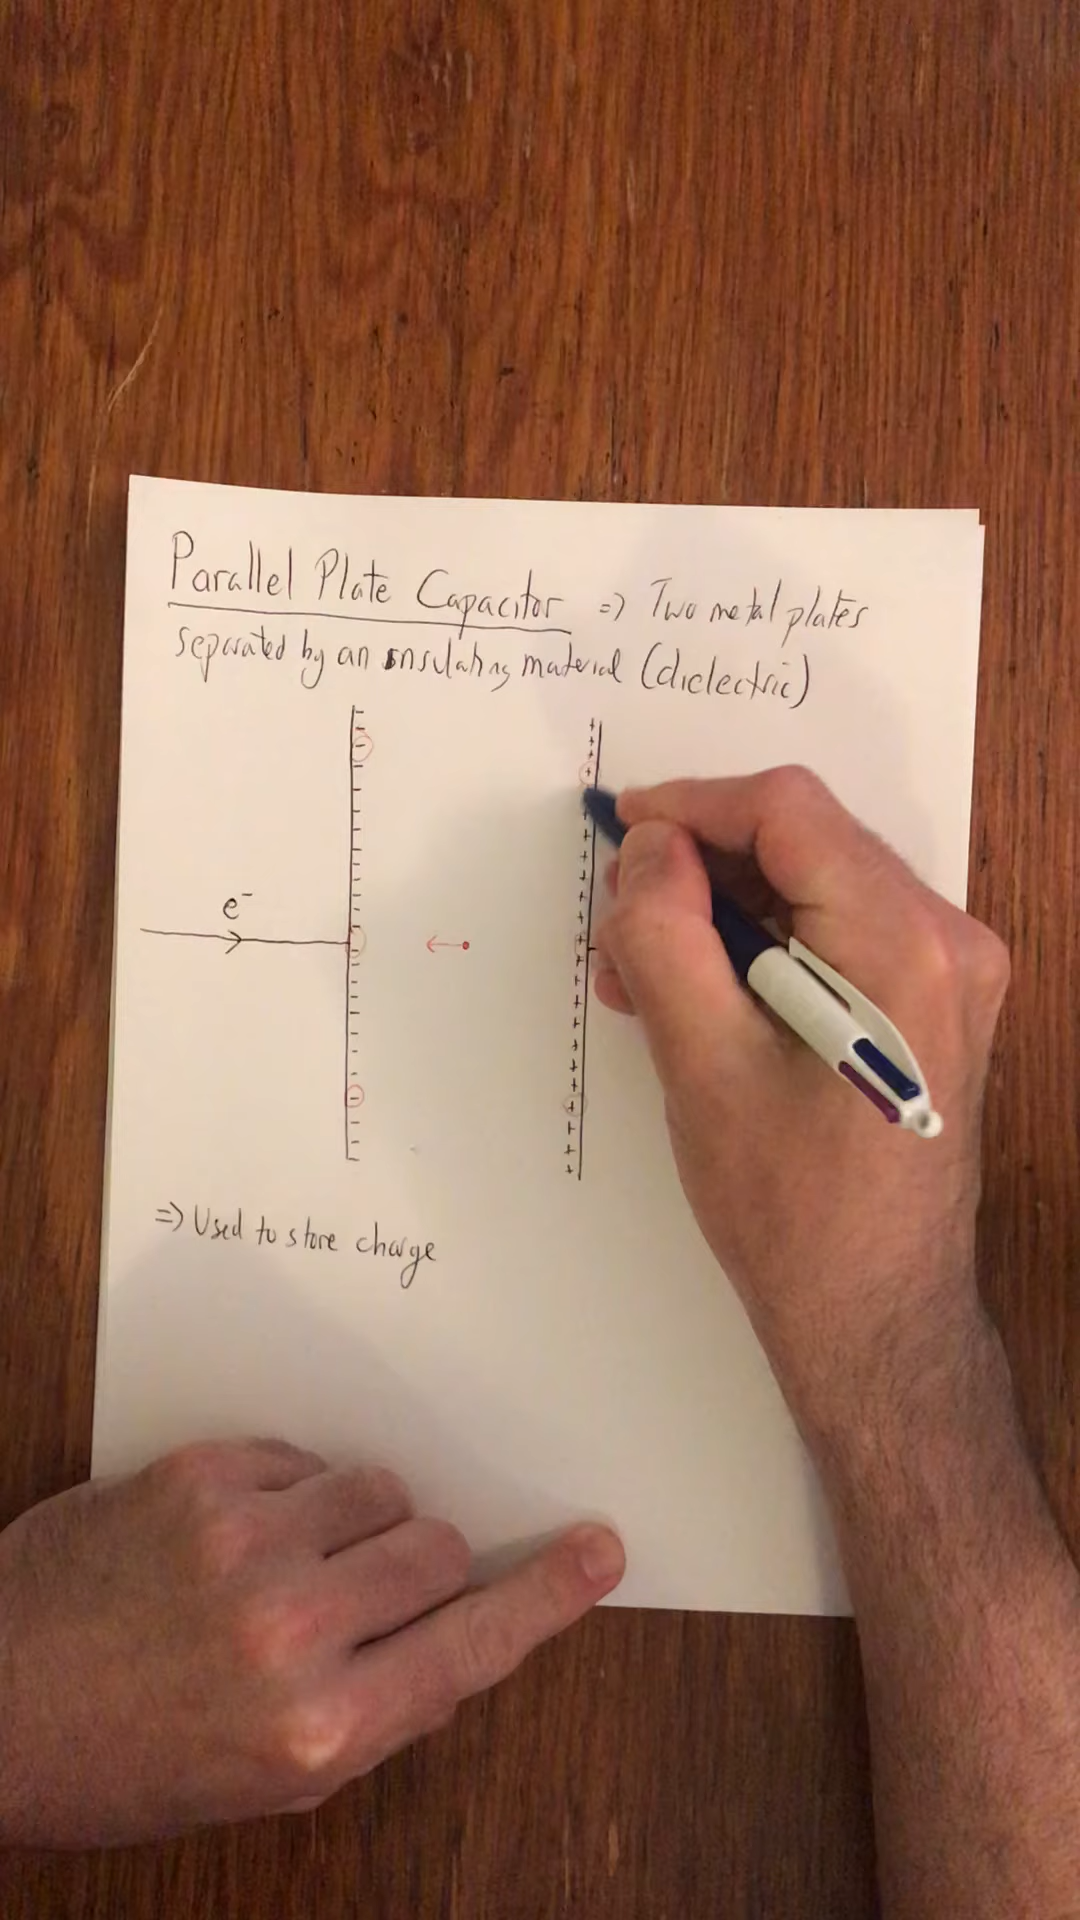 Parallel Plate Capacitor => Two metal plates
separated by an insulating material (dielectric)
e⁻
=> Used to store charge